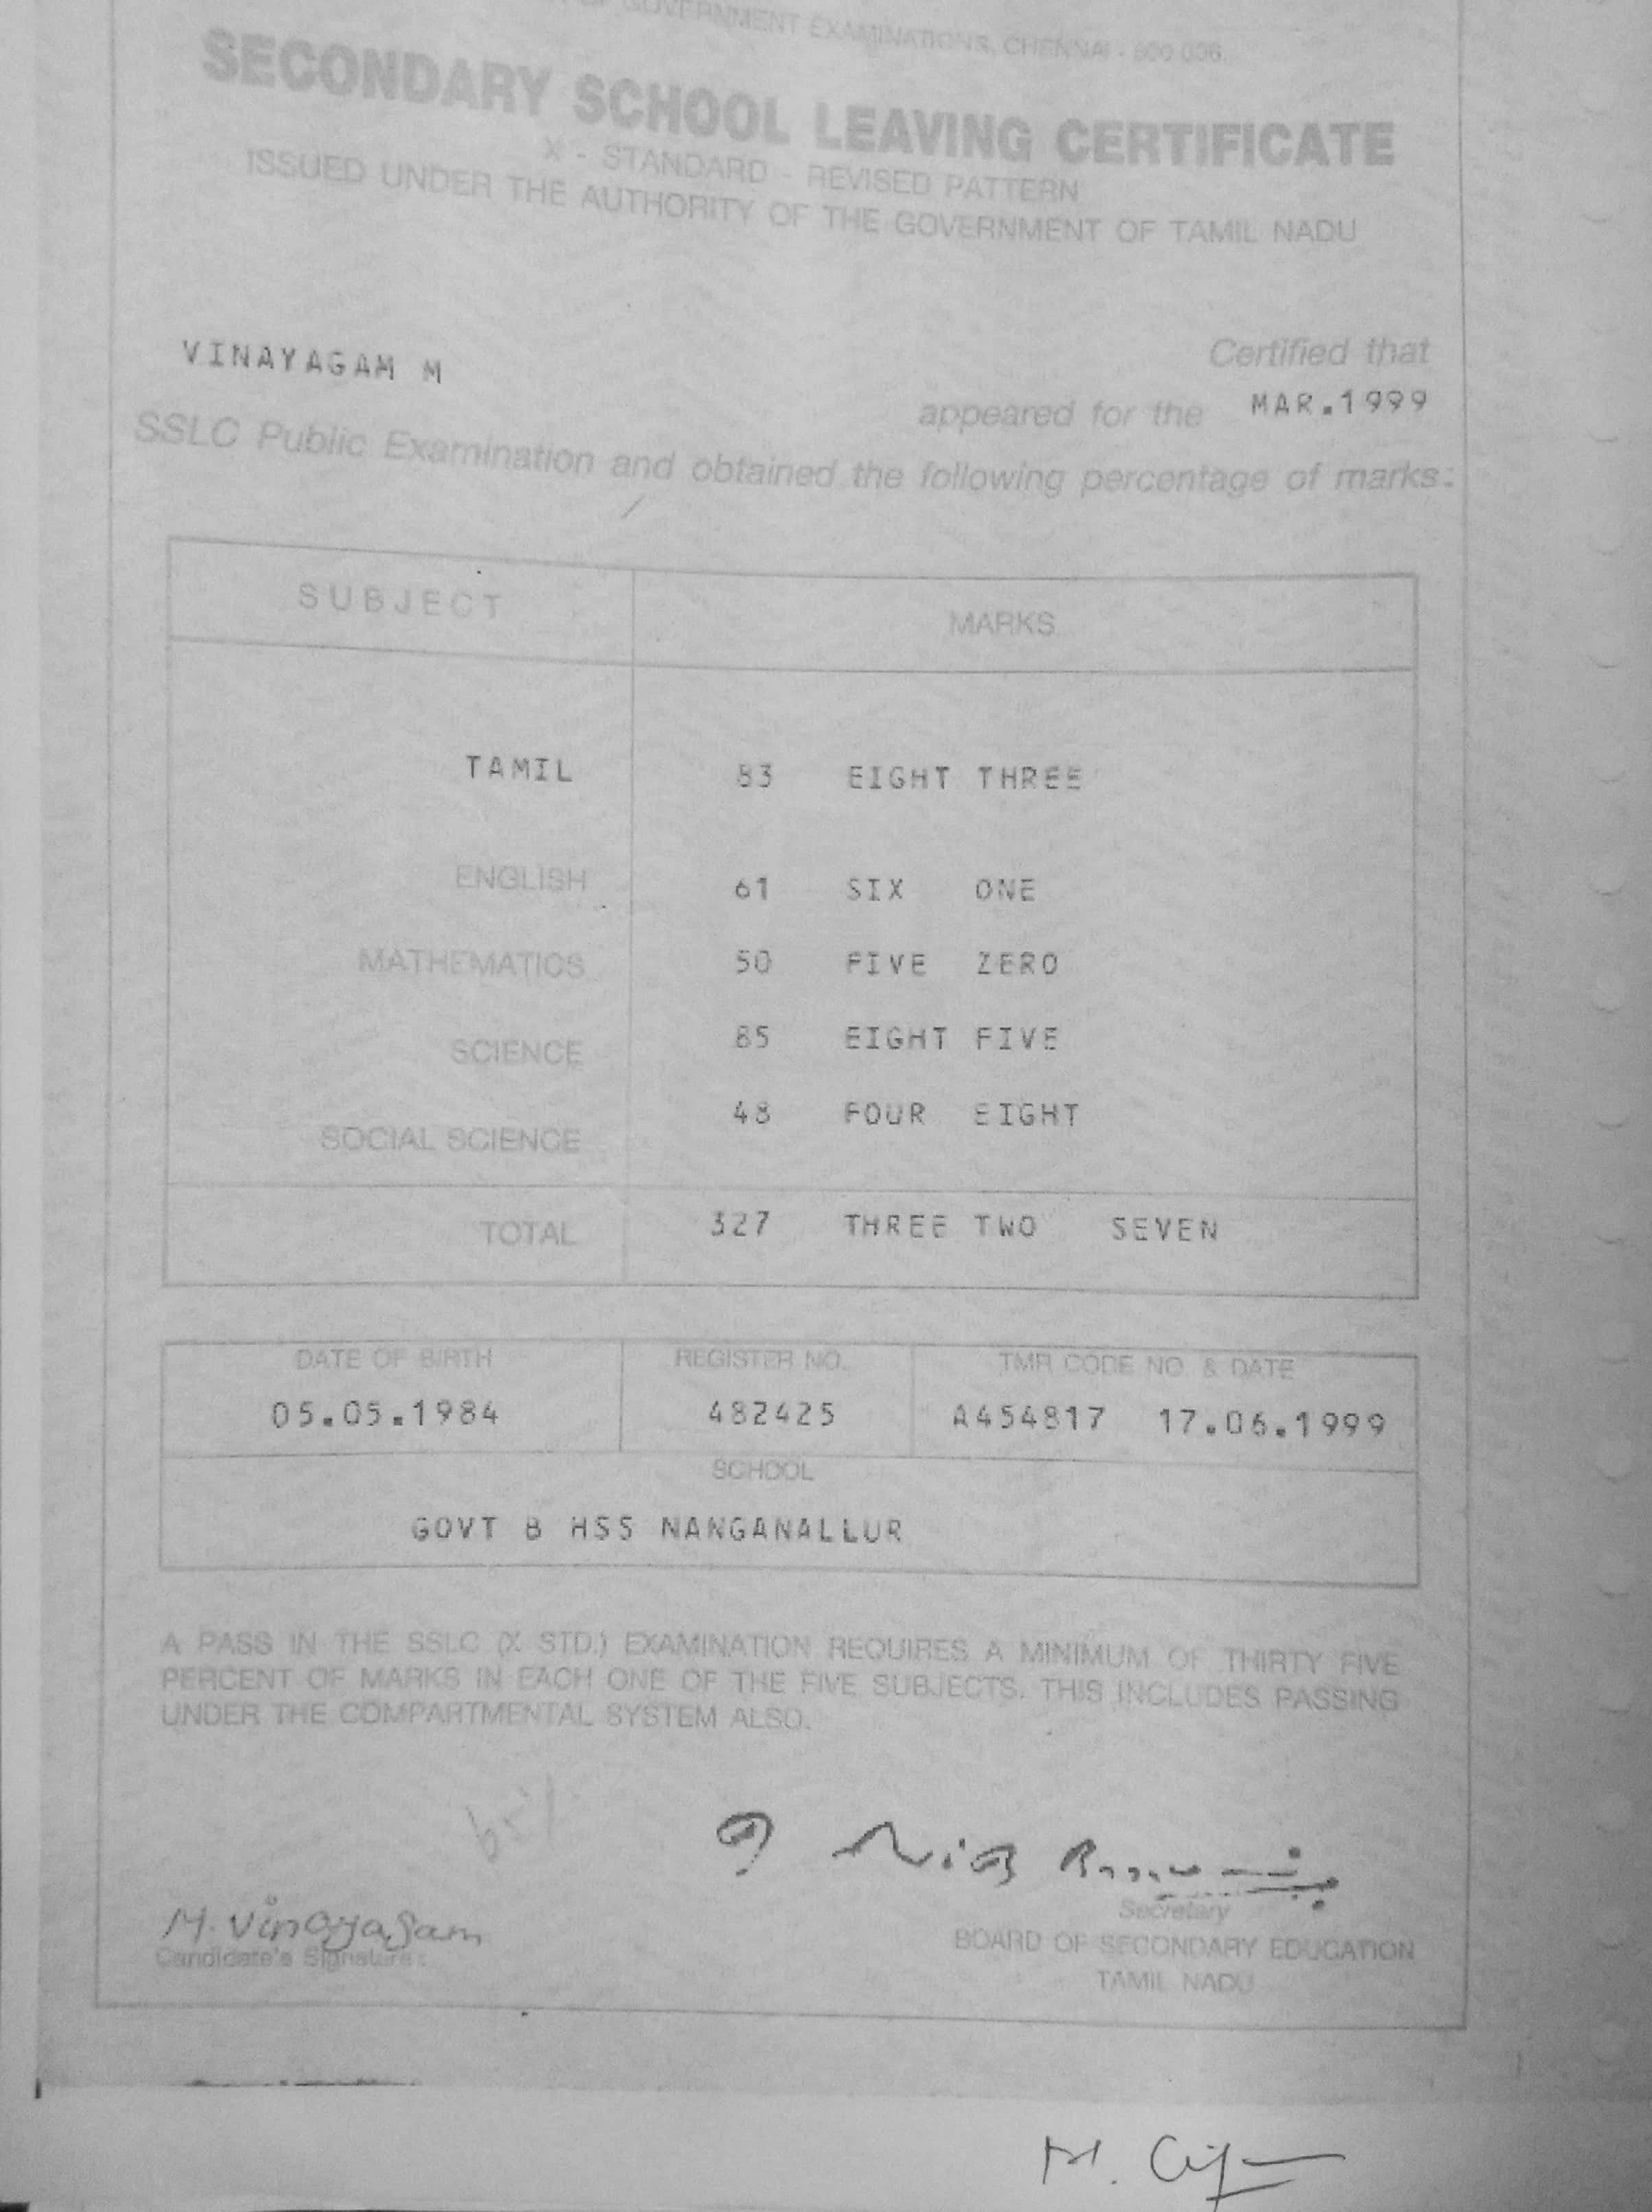 OF GOVERNMENT EXAMINATIONS, CHENNAI - 600 006.
SECONDARY SCHOOL LEAVING CERTIFICATE
X - STANDARD - REVISED PATTERN
ISSUED UNDER THE AUTHORITY OF THE GOVERNMENT OF TAMIL NADU
Certified that
VINAYAGAM M
appeared for the MAR.1999
SSLC Public Examination and obtained the following percentage of marks:
SUBJECT MARKS
TAMIL 83 EIGHT THREE
ENGLISH 61 SIX ONE
MATHEMATICS 50 FIVE ZERO
SCIENCE 85 EIGHT FIVE
SOCIAL SCIENCE 48 FOUR EIGHT
TOTAL 327 THREE TWO SEVEN
DATE OF BIRTH REGISTER NO. TMR CODE NO. & DATE
05.05.1984 482425 A454817 17.06.1999
SCHOOL
GOVT B HSS NANGANALLUR
A PASS IN THE SSLC (X STD.) EXAMINATION REQUIRES A MINIMUM OF THIRTY FIVE
PERCENT OF MARKS IN EACH ONE OF THE FIVE SUBJECTS. THIS INCLUDES PASSING
UNDER THE COMPARTMENTAL SYSTEM ALSO.
65%
M. Vinayagam
Candidate's Signature:
Secretary
BOARD OF SECONDARY EDUCATION
TAMIL NADU